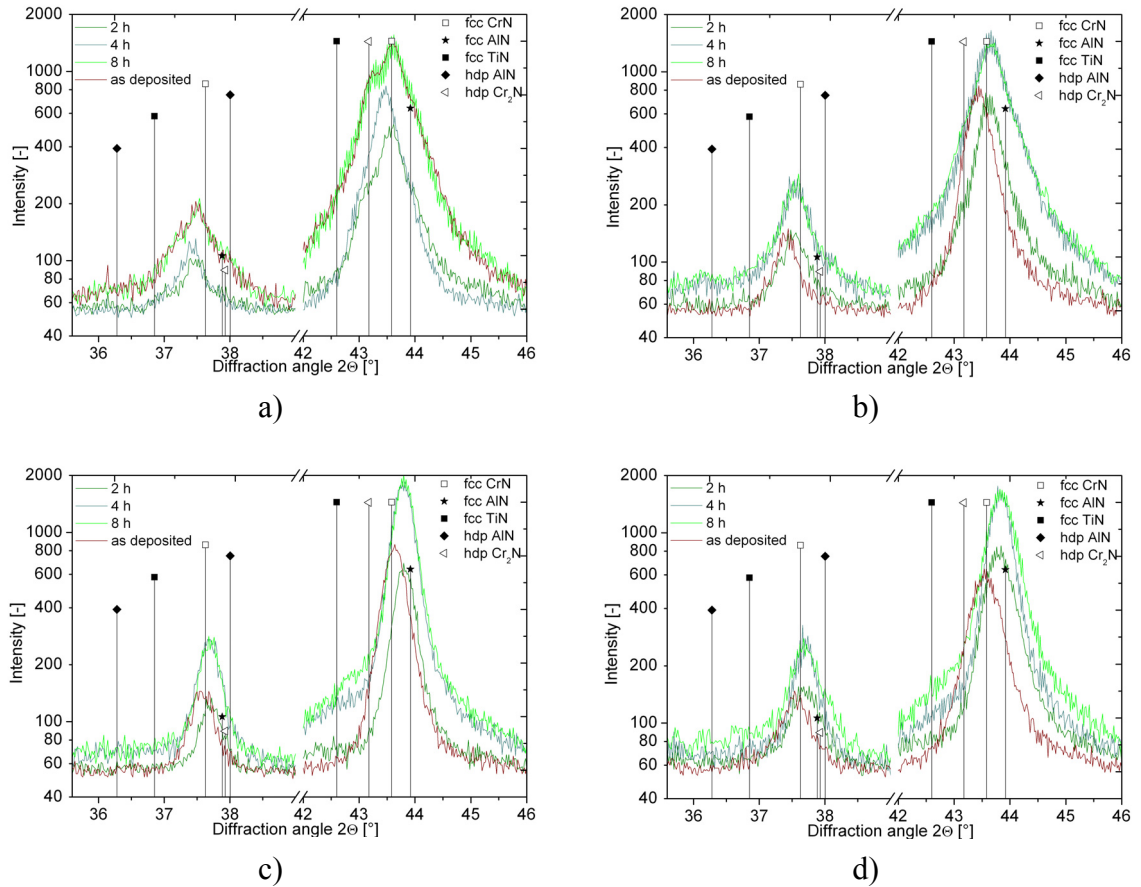 2000
1000
800
600
400
200
100
80
60
40
Intensity [-]
2 h
4 h
8 h
as deposited
fcc CrN
fcc AlN
fcc TiN
hdp AlN
hdp Cr₂N
36 37 38 42 43 44 45 46
Diffraction angle 2Θ [°]
a)
2000
1000
800
600
400
200
100
80
60
40
Intensity [-]
2 h
4 h
8 h
as deposited
fcc CrN
fcc AlN
fcc TiN
hdp AlN
hdp Cr₂N
36 37 38 42 43 44 45 46
Diffraction angle 2Θ [°]
b)
2000
1000
800
600
400
200
100
80
60
40
Intensity [-]
2 h
4 h
8 h
as deposited
fcc CrN
fcc AlN
fcc TiN
hdp AlN
hdp Cr₂N
36 37 38 42 43 44 45 46
Diffraction angle 2Θ [°]
c)
2000
1000
800
600
400
200
100
80
60
40
Intensity [-]
2 h
4 h
8 h
as deposited
fcc CrN
fcc AlN
fcc TiN
hdp AlN
hdp Cr₂N
36 37 38 42 43 44 45 46
Diffraction angle 2Θ [°]
d)